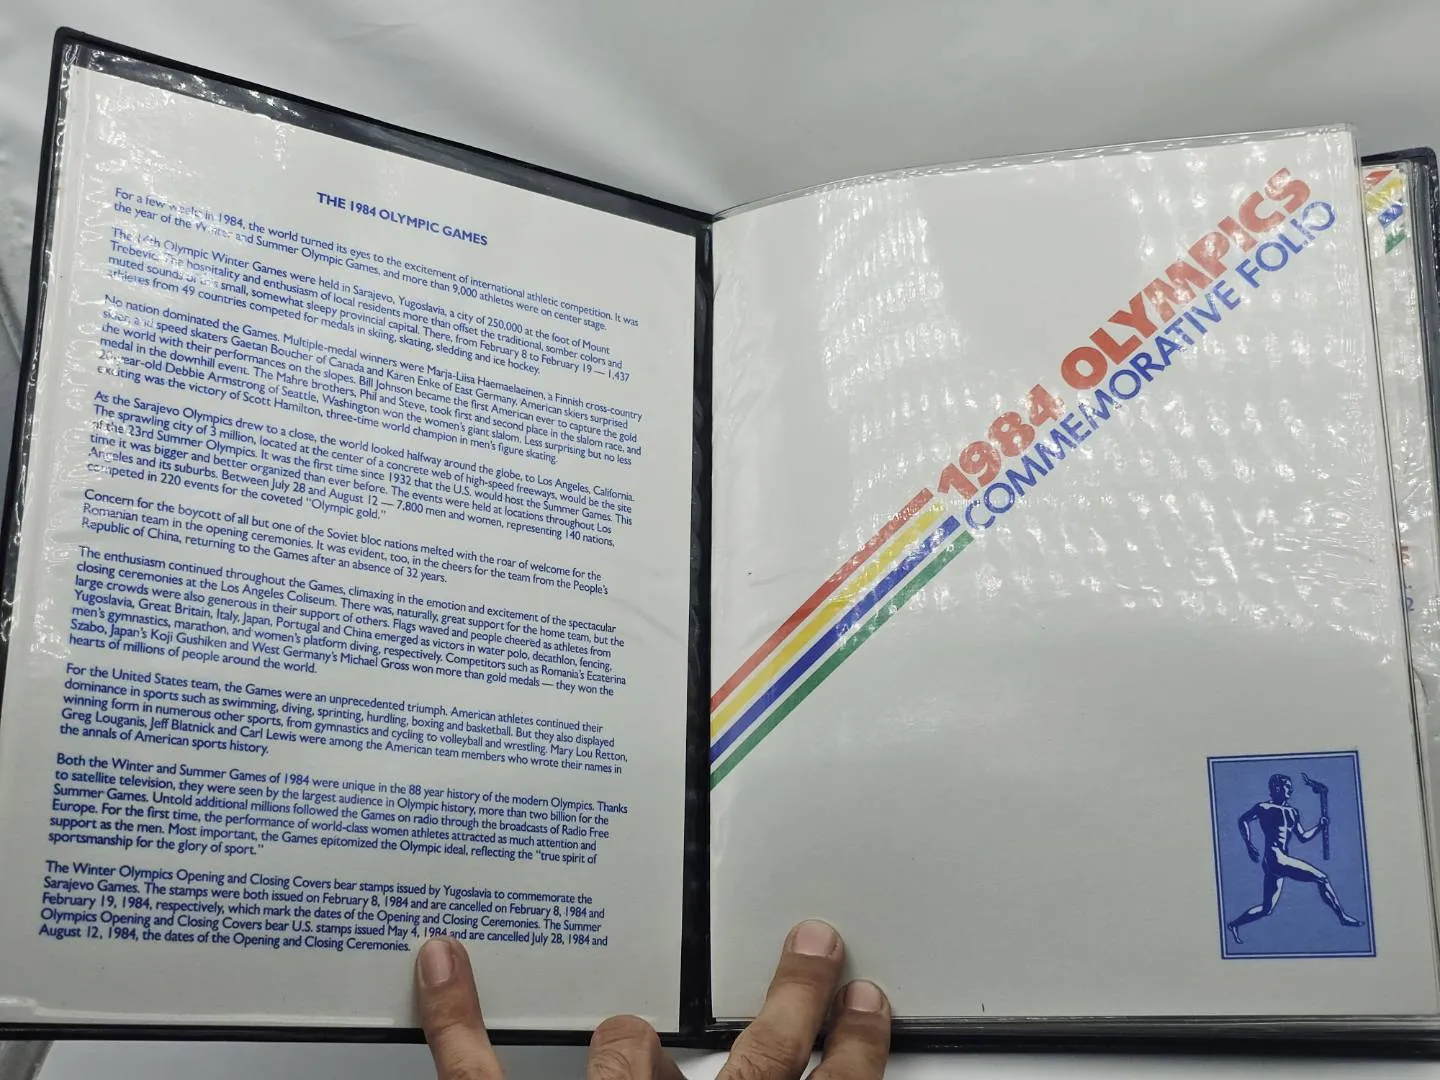 THE 1984 OLYMPIC GAMES
For a few weeks in 1984, the world turned its eyes to the excitement of international athletic competition. It was
the year of the Winter and Summer Olympic Games, and more than 9,000 athletes were on center stage.
The 14th Olympic Winter Games were held in Sarajevo, Yugoslavia, a city of 250,000 at the foot of Mount
Trebevic. The hospitality and enthusiasm of local residents more than offset the traditional, somber colors and
muted sounds of this small, somewhat sleepy provincial capital. There, from February 8 to February 19 — 1,437
athletes from 49 countries competed for medals in skiing, skating, sledding and ice hockey.
No nation dominated the Games. Multiple-medal winners were Marja-Liisa Haemaelaeinen, a Finnish cross-country
skier, and speed skaters Gaetan Boucher of Canada and Karen Enke of East Germany. American skiers surprised
the world with their performances on the slopes. Bill Johnson became the first American ever to capture the gold
medal in the downhill event. The Mahre brothers, Phil and Steve, took first and second place in the slalom race, and
20-year-old Debbie Armstrong of Seattle, Washington won the women's giant slalom. Less surprising but no less
exciting was the victory of Scott Hamilton, three-time world champion in men's figure skating.
As the Sarajevo Olympics drew to a close, the world looked halfway around the globe, to Los Angeles, California.
The sprawling city of 3 million, located at the center of a concrete web of high-speed freeways, would be the site
of the 23rd Summer Olympics. It was the first time since 1932 that the U.S. would host the Summer Games. This
time it was bigger and better organized than ever before. The events were held at locations throughout Los
Angeles and its suburbs. Between July 28 and August 12 — 7,800 men and women, representing 140 nations,
competed in 220 events for the coveted "Olympic gold."
Concern for the boycott of all but one of the Soviet bloc nations melted with the roar of welcome for the
Romanian team in the opening ceremonies. It was evident, too, in the cheers for the team from the People's
Republic of China, returning to the Games after an absence of 32 years.
The enthusiasm continued throughout the Games, climaxing in the emotion and excitement of the spectacular
closing ceremonies at the Los Angeles Coliseum. There was, naturally, great support for the home team, but the
large crowds were also generous in their support of others. Flags waved and people cheered as athletes from
Yugoslavia, Great Britain, Italy, Japan, Portugal and China emerged as victors in water polo, decathlon, fencing,
men's gymnastics, marathon, and women's platform diving, respectively. Competitors such as Romania's Ecaterina
Szabo, Japan's Koji Gushiken and West Germany's Michael Gross won more than gold medals — they won the
hearts of millions of people around the world.
For the United States team, the Games were an unprecedented triumph. American athletes continued their
dominance in sports such as swimming, diving, sprinting, hurdling, boxing and basketball. But they also displayed
winning form in numerous other sports, from gymnastics and cycling to volleyball and wrestling. Mary Lou Retton,
Greg Louganis, Jeff Blatnick and Carl Lewis were among the American team members who wrote their names in
the annals of American sports history.
Both the Winter and Summer Games of 1984 were unique in the 88 year history of the modern Olympics. Thanks
to satellite television, they were seen by the largest audience in Olympic history, more than two billion for the
Summer Games. Untold additional millions followed the Games on radio through the broadcasts of Radio Free
Europe. For the first time, the performance of world-class women athletes attracted as much attention and
support as the men. Most important, the Games epitomized the Olympic ideal, reflecting the "true spirit of
sportsmanship for the glory of sport."
The Winter Olympics Opening and Closing Covers bear stamps issued by Yugoslavia to commemorate the
Sarajevo Games. The stamps were both issued on February 8, 1984 and are cancelled on February 8, 1984 and
February 19, 1984, respectively, which mark the dates of the Opening and Closing Ceremonies. The Summer
Olympics Opening and Closing Covers bear U.S. stamps issued May 4, 1984 and are cancelled July 28, 1984 and
August 12, 1984, the dates of the Opening and Closing Ceremonies.
1984 OLYMPICS
COMMEMORATIVE FOLIO